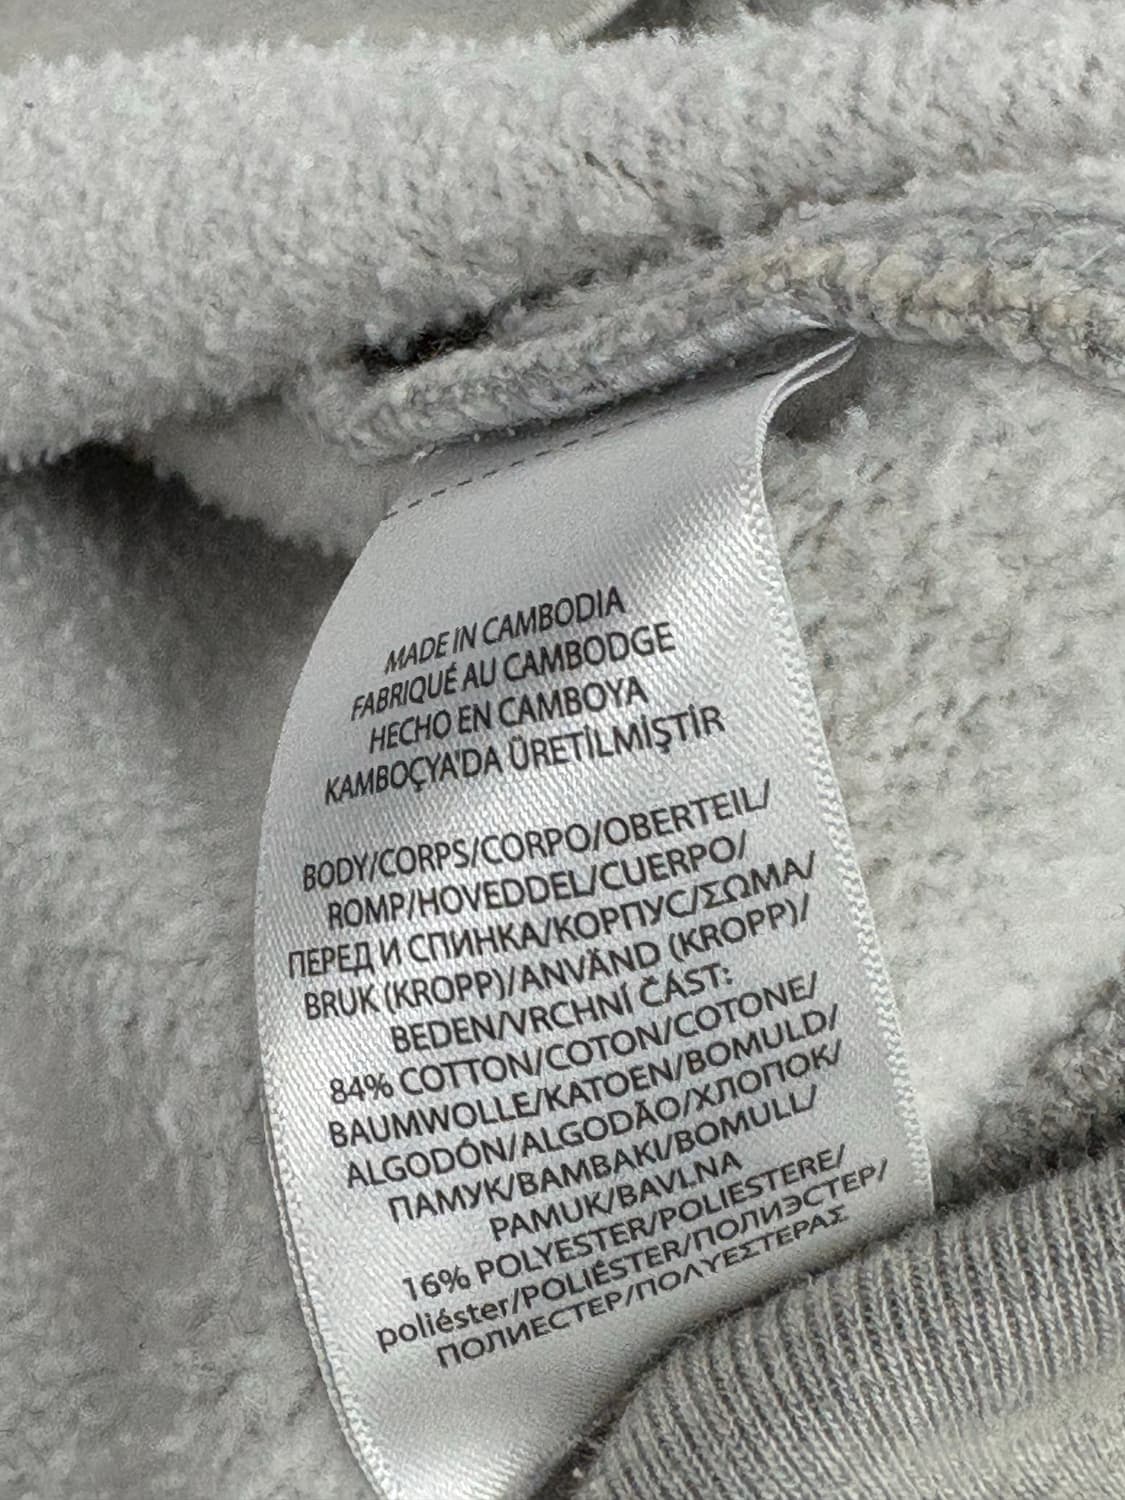 MADE IN CAMBODIA
FABRIQUÉ AU CAMBODGE
HECHO EN CAMBOYA
KAMBOÇYA'DA ÜRETİLMİŞTİR
BODY/CORPS/CORPO/OBERTEIL/
ROMP/HOVEDDEL/CUERPO/
ПЕРЕД И СПИНКА/КОРПУС/ΣΩΜΑ/
BRUK (KROPP)/ANVÄND (KROPP)/
BEDEN/VRCHNÍ ČÁST:
84% COTTON/COTON/COTONE/
BAUMWOLLE/KATOEN/BOMULD/
ALGODÓN/ALGODÃO/ХЛОПОК/
ПАМУК/ΒΑΜΒΑΚΙ/BOMULL/
PAMUK/BAVLNA
16% POLYESTER/POLIESTERE/
poliéster/POLIÉSTER/ПОЛИЭСТЕР/
ПОЛИЕСТЕР/ΠΟΛΥΕΣΤΕΡΑΣ